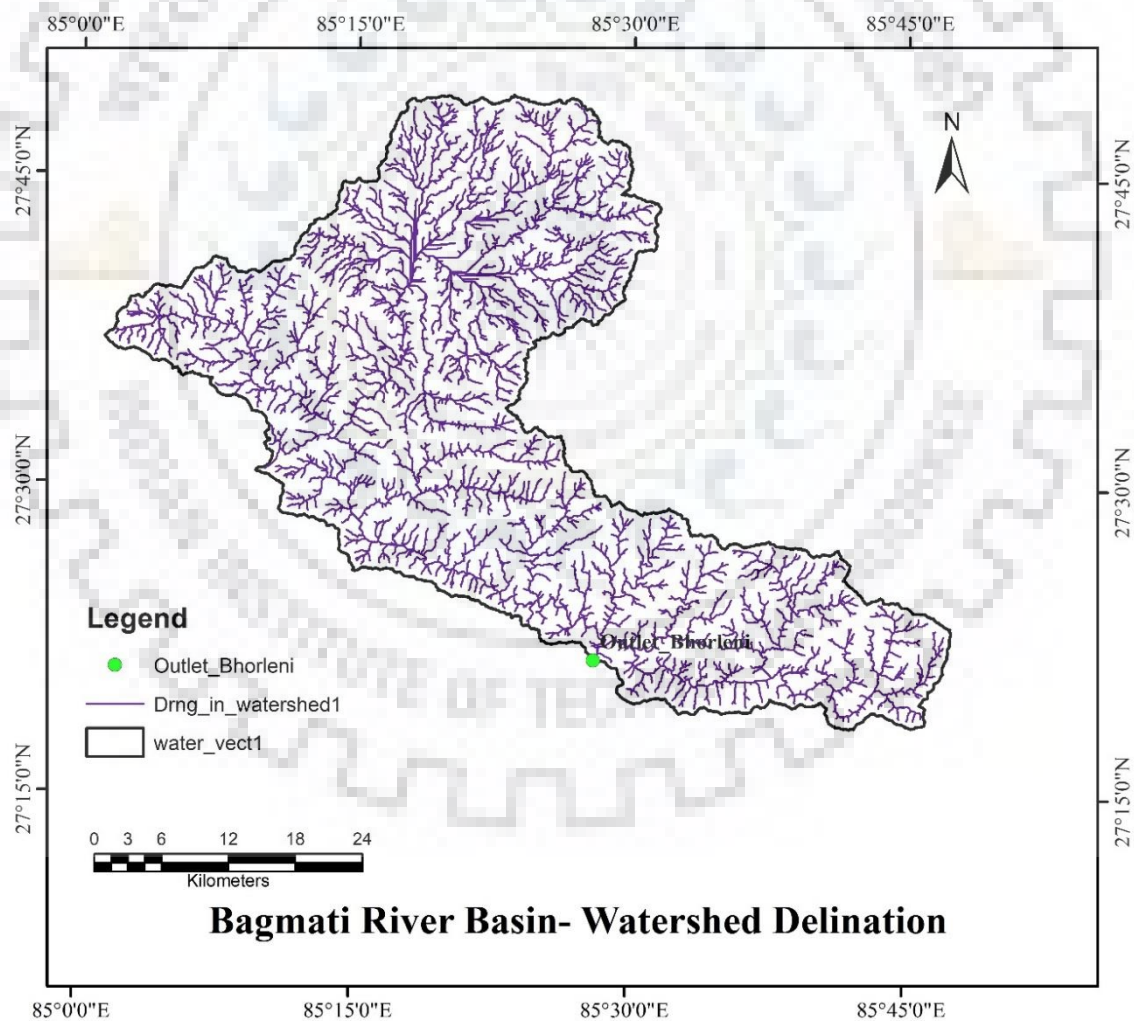 85°0'0"E 85°15'0"E 85°30'0"E 85°45'0"E
N
27°45'0"N 27°45'0"N
27°30'0"N 27°30'0"N
Outlet_Bhorleni
Legend
Outlet_Bhorleni
Drng_in_watershed1
water_vect1
27°15'0"N 27°15'0"N
0 3 6 12 18 24
Kilometers
Bagmati River Basin- Watershed Delination
85°0'0"E 85°15'0"E 85°30'0"E 85°45'0"E